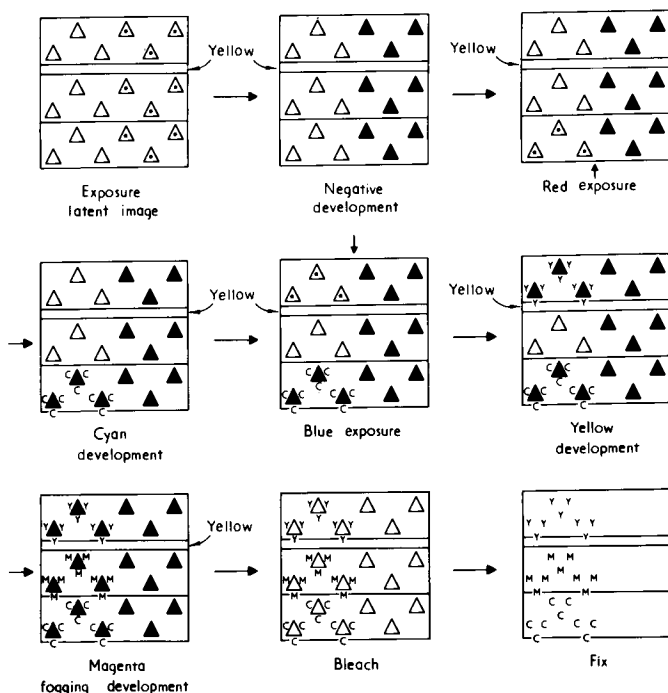 Yellow
Exposure
latent image
Negative
development
Yellow
Red exposure
C C
C
C C C C
C C
Cyan
development
Yellow
C C
C
C C C C
C C
Blue exposure
Yellow
Y Y
Y
Y Y Y Y
Y Y
C C
C
C C C C
C C
Yellow
development
Y Y
Y
Y Y Y Y
Y Y
M M
M
M M M M
M M
C C
C
C C C C
C C
Magenta
fogging development
Yellow
Y Y
Y
Y Y Y Y
Y Y
M M
M
M M M M
M M
C C
C
C C C C
C C
Bleach
Y Y
Y
Y Y Y Y
Y Y
M M
M
M M M M
M M
C C
C
C C C C
C C
Fix